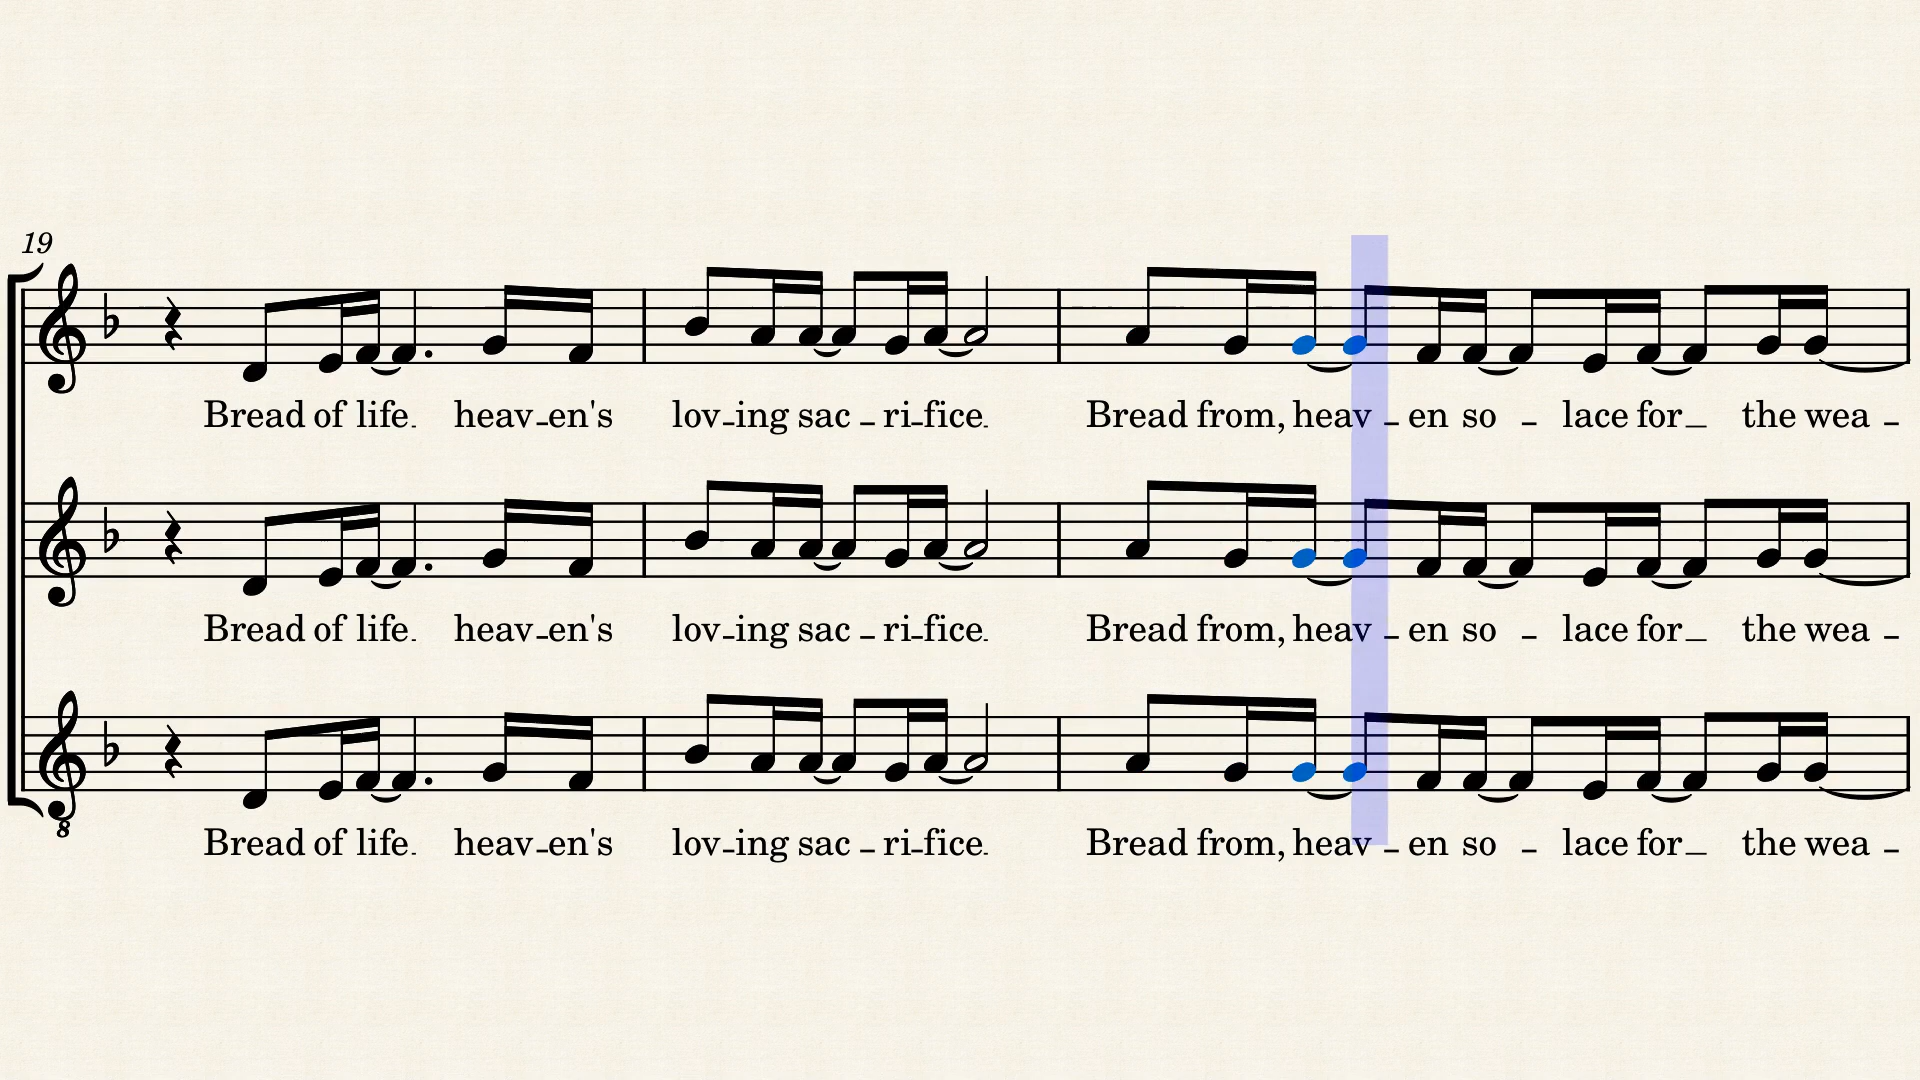 19
Bread of life. heav-en's lov-ing sac - ri-fice. Bread from, heav - en so - lace for_ the wea -
Bread of life. heav-en's lov-ing sac - ri-fice. Bread from, heav - en so - lace for_ the wea -
8
Bread of life. heav-en's lov-ing sac - ri-fice. Bread from, heav - en so - lace for_ the wea -